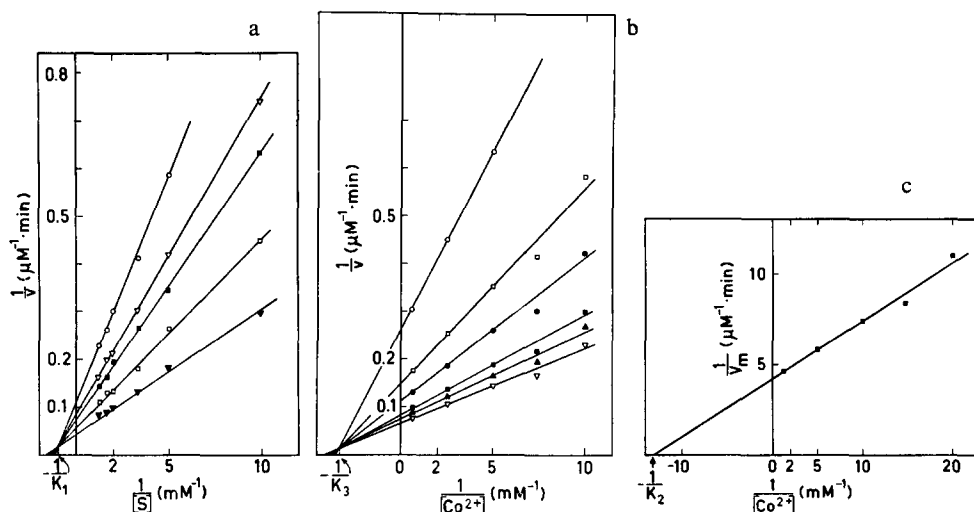 a
0.8
0.5
0.2
0.1
1/v (μM⁻¹·min)
-1/K₁
2
5
10
1/[S] (mM⁻¹)
b
0.5
0.2
0.1
1/v (μM⁻¹·min)
-1/K₃
0
2
5
10
1/[Co²⁺] (mM⁻¹)
c
10
5
1/Vm (μM⁻¹·min)
-1/K₂
-10
0
2
5
10
20
1/[Co²⁺] (mM⁻¹)